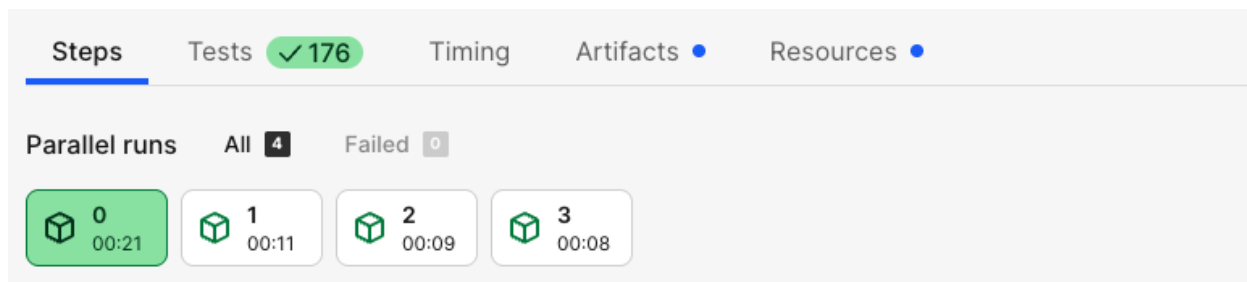 Steps Tests 176 Timing Artifacts Resources
Parallel runs All 4 Failed 0
0 1 2 3
00:21 00:11 00:09 00:08